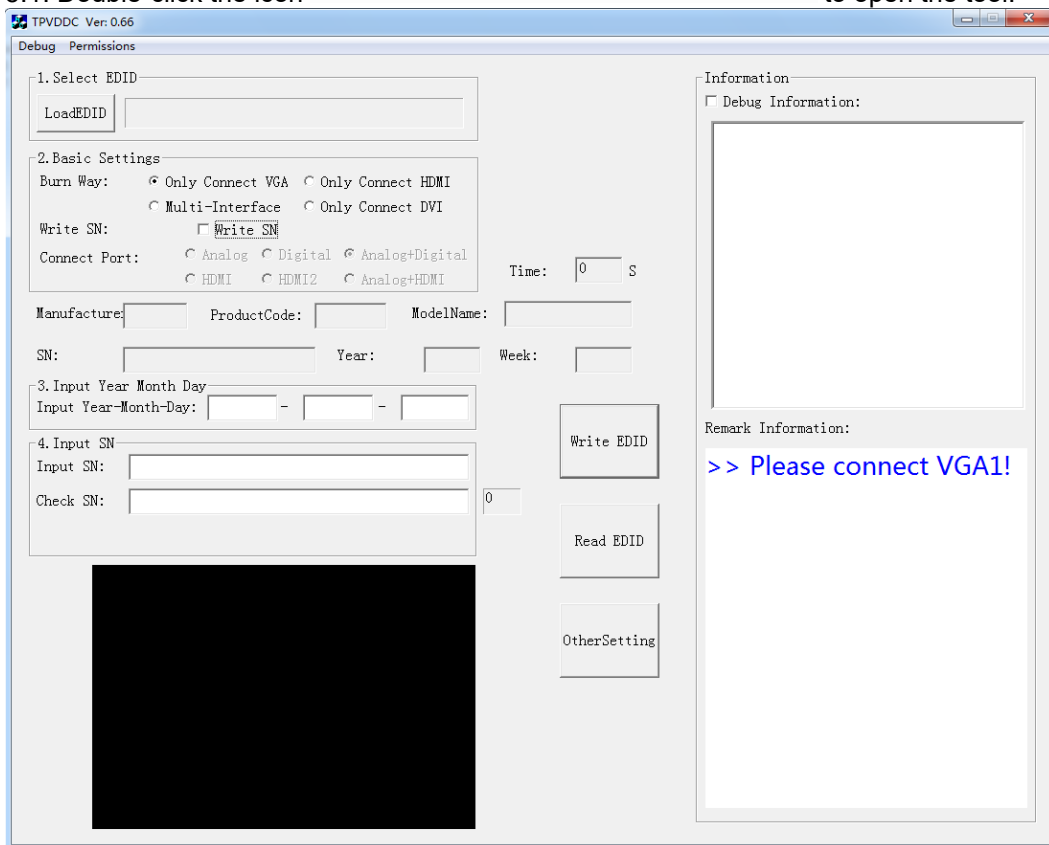 to open the tool.
TPVDDC Ver: 0.66
Debug Permissions
1.Select EDID
LoadEDID
2.Basic Settings
Burn Way: Only Connect VGA Only Connect HDMI
Multi-Interface Only Connect DVI
Write SN: Write SN
Connect Port: Analog Digital Analog+Digital
HDMI HDMI2 Analog+HDMI
Time: 0 S
Manufacture: ProductCode: ModelName:
SN: Year: Week:
3.Input Year Month Day
Input Year-Month-Day: - -
4.Input SN
Input SN:
Check SN: 0
Write EDID
Read EDID
OtherSetting
Information
Debug Information:
Remark Information:
>> Please connect VGA1!